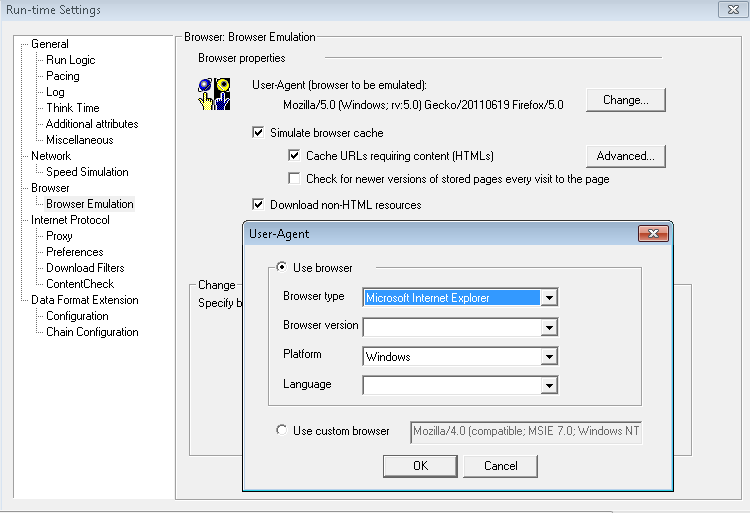 Run-time Settings
General
Run Logic
Pacing
Log
Think Time
Additional attributes
Miscellaneous
Network
Speed Simulation
Browser
Browser Emulation
Internet Protocol
Proxy
Preferences
Download Filters
ContentCheck
Data Format Extension
Configuration
Chain Configuration
Browser: Browser Emulation
Browser properties
User-Agent (browser to be emulated):
Mozilla/5.0 (Windows; rv:5.0) Gecko/20110619 Firefox/5.0
Change...
Simulate browser cache
Cache URLs requiring content (HTMLs)
Advanced...
Check for newer versions of stored pages every visit to the page
Download non-HTML resources
Change
Specify b
User-Agent
Use browser
Browser type
Microsoft Internet Explorer
Browser version
Platform
Windows
Language
Use custom browser
Mozilla/4.0 (compatible; MSIE 7.0; Windows NT
OK
Cancel